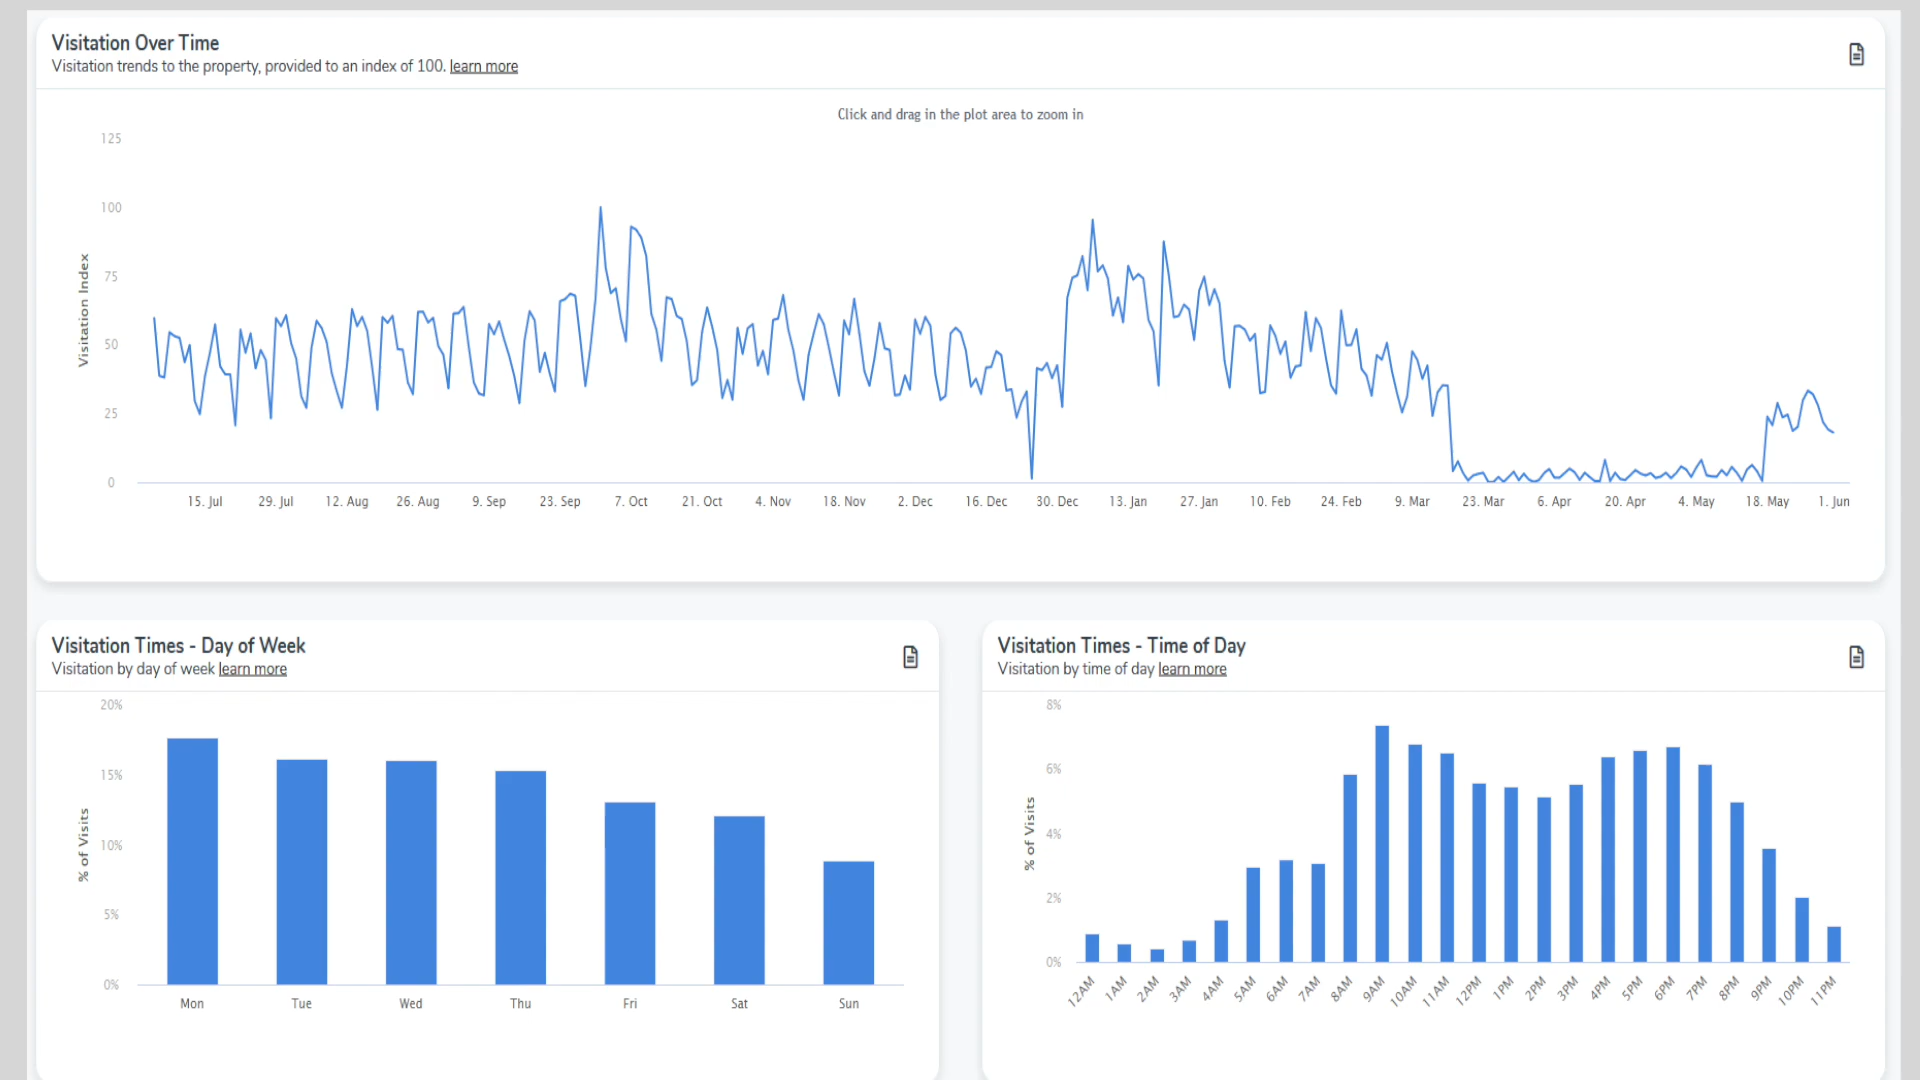 Visitation Over Time
Visitation trends to the property, provided to an index of 100. learn more
Click and drag in the plot area to zoom in
125
100
75
50
25
0
Visitation Index
15. Jul 29. Jul 12. Aug 26. Aug 9. Sep 23. Sep 7. Oct 21. Oct 4. Nov 18. Nov 2. Dec 16. Dec 30. Dec 13. Jan 27. Jan 10. Feb 24. Feb 9. Mar 23. Mar 6. Apr 20. Apr 4. May 18. May 1. Jun
Visitation Times - Day of Week
Visitation by day of week learn more
20%
15%
10%
5%
0%
% of Visits
Mon Tue Wed Thu Fri Sat Sun
Visitation Times - Time of Day
Visitation by time of day learn more
8%
6%
4%
2%
0%
% of Visits
12AM 1AM 2AM 3AM 4AM 5AM 6AM 7AM 8AM 9AM 10AM 11AM 12PM 1PM 2PM 3PM 4PM 5PM 6PM 7PM 8PM 9PM 10PM 11PM